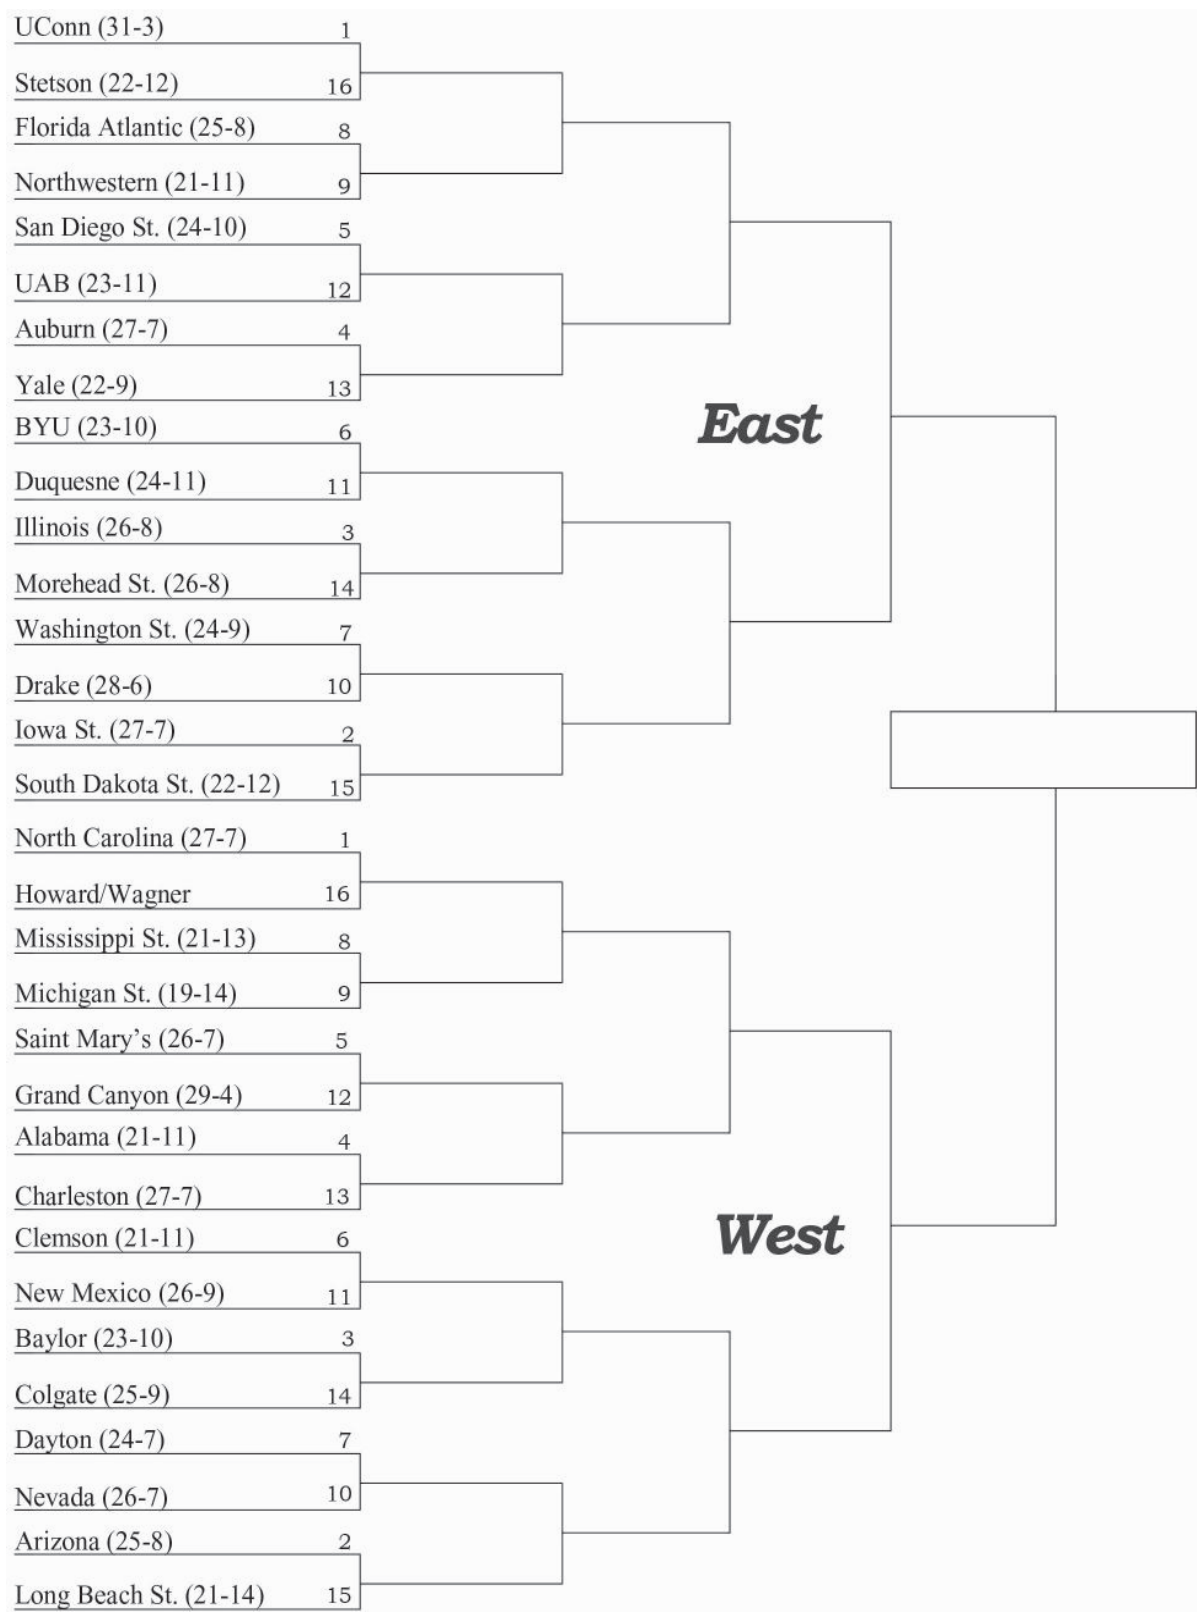 UConn (31-3) 1
Stetson (22-12) 16
Florida Atlantic (25-8) 8
Northwestern (21-11) 9
San Diego St. (24-10) 5
UAB (23-11) 12
Auburn (27-7) 4
Yale (22-9) 13
BYU (23-10) 6
Duquesne (24-11) 11
Illinois (26-8) 3
Morehead St. (26-8) 14
Washington St. (24-9) 7
Drake (28-6) 10
Iowa St. (27-7) 2
South Dakota St. (22-12) 15
East
North Carolina (27-7) 1
Howard/Wagner 16
Mississippi St. (21-13) 8
Michigan St. (19-14) 9
Saint Mary’s (26-7) 5
Grand Canyon (29-4) 12
Alabama (21-11) 4
Charleston (27-7) 13
Clemson (21-11) 6
New Mexico (26-9) 11
Baylor (23-10) 3
Colgate (25-9) 14
Dayton (24-7) 7
Nevada (26-7) 10
Arizona (25-8) 2
Long Beach St. (21-14) 15
West